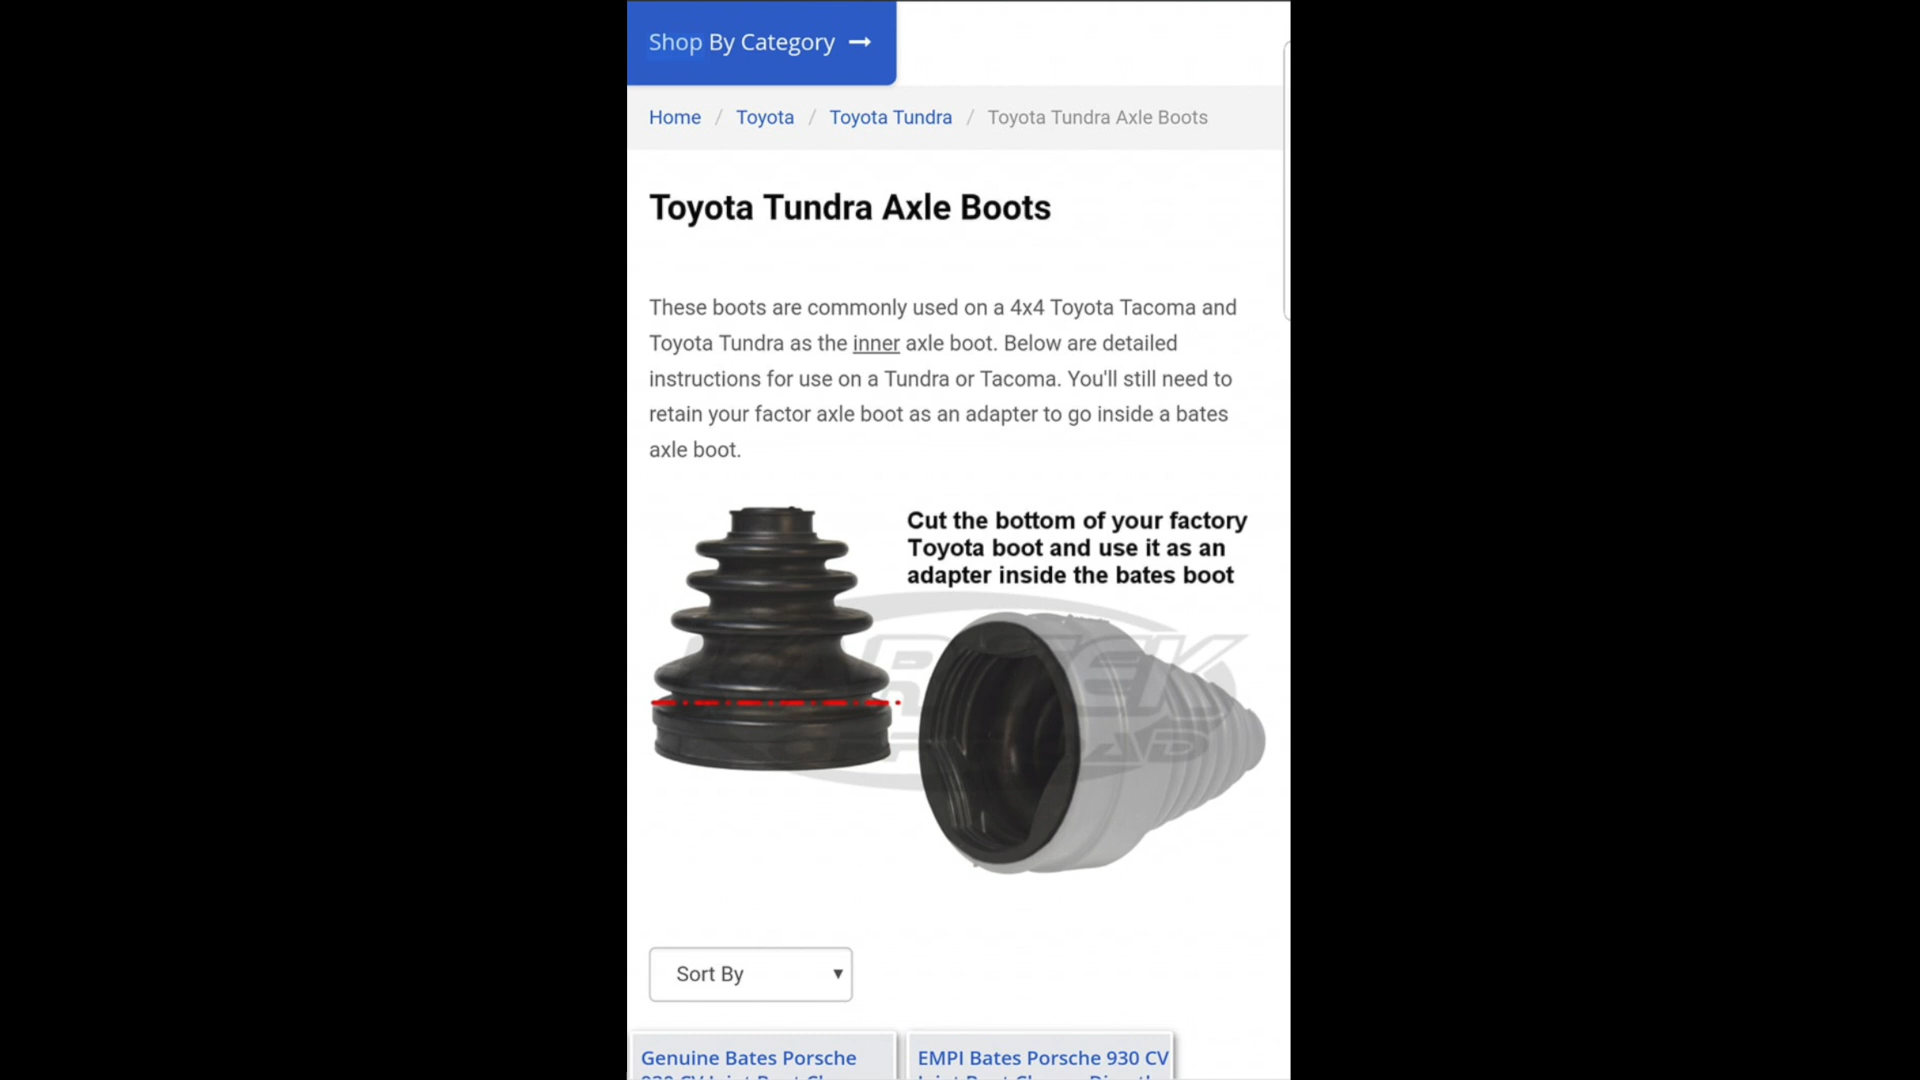 Shop By Category →
Home / Toyota / Toyota Tundra / Toyota Tundra Axle Boots
Toyota Tundra Axle Boots
These boots are commonly used on a 4x4 Toyota Tacoma and
Toyota Tundra as the inner axle boot. Below are detailed
instructions for use on a Tundra or Tacoma. You'll still need to
retain your factor axle boot as an adapter to go inside a bates
axle boot.
Cut the bottom of your factory
Toyota boot and use it as an
adapter inside the bates boot
Sort By
Genuine Bates Porsche
EMPI Bates Porsche 930 CV